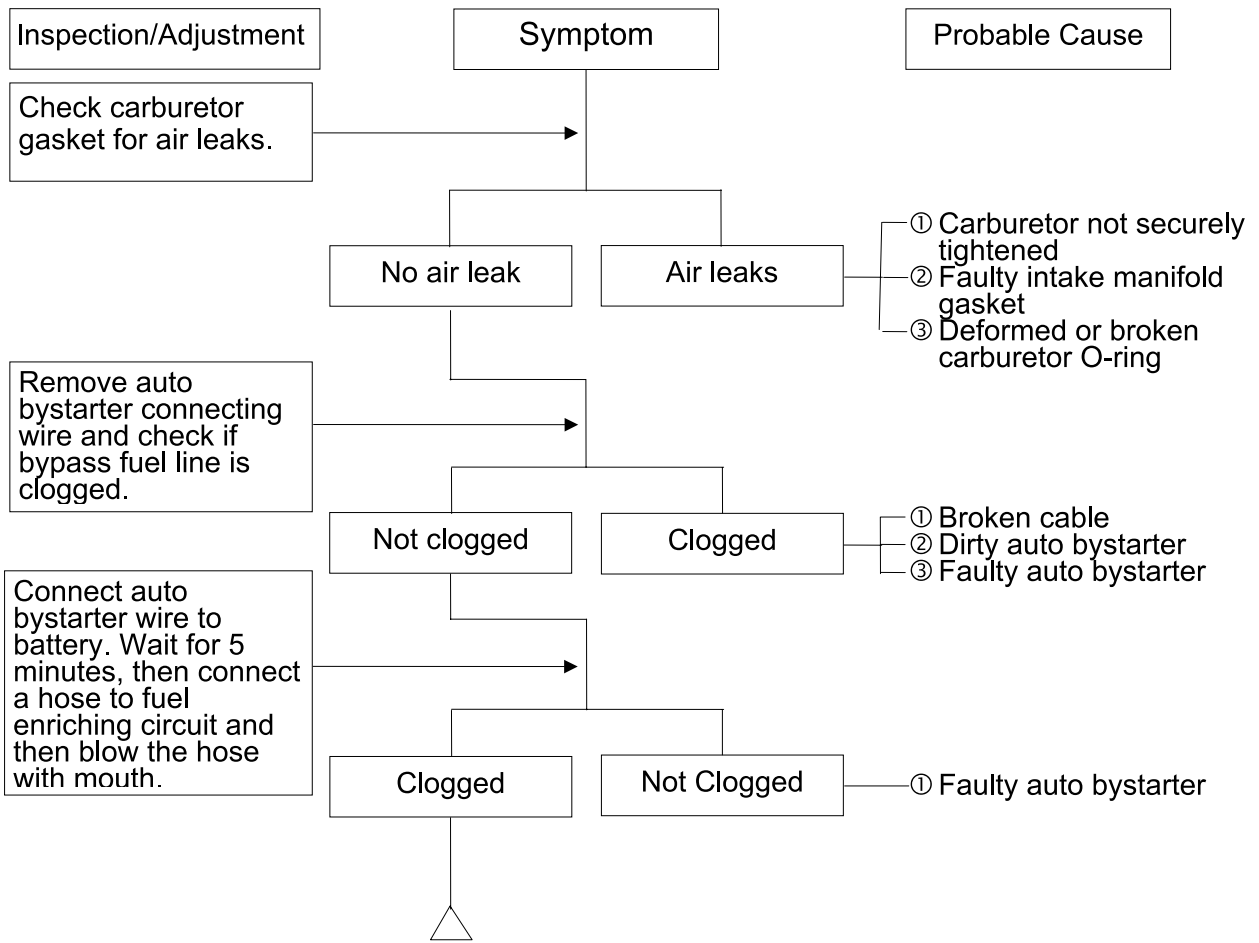 Inspection/Adjustment
Symptom
Probable Cause
Check carburetor
gasket for air leaks.
No air leak
Air leaks
① Carburetor not securely
tightened
② Faulty intake manifold
gasket
③ Deformed or broken
carburetor O-ring
Remove auto
bystarter connecting
wire and check if
bypass fuel line is
clogged.
Not clogged
Clogged
① Broken cable
② Dirty auto bystarter
③ Faulty auto bystarter
Connect auto
bystarter wire to
battery. Wait for 5
minutes, then connect
a hose to fuel
enriching circuit and
then blow the hose
with mouth.
Clogged
Not Clogged
① Faulty auto bystarter